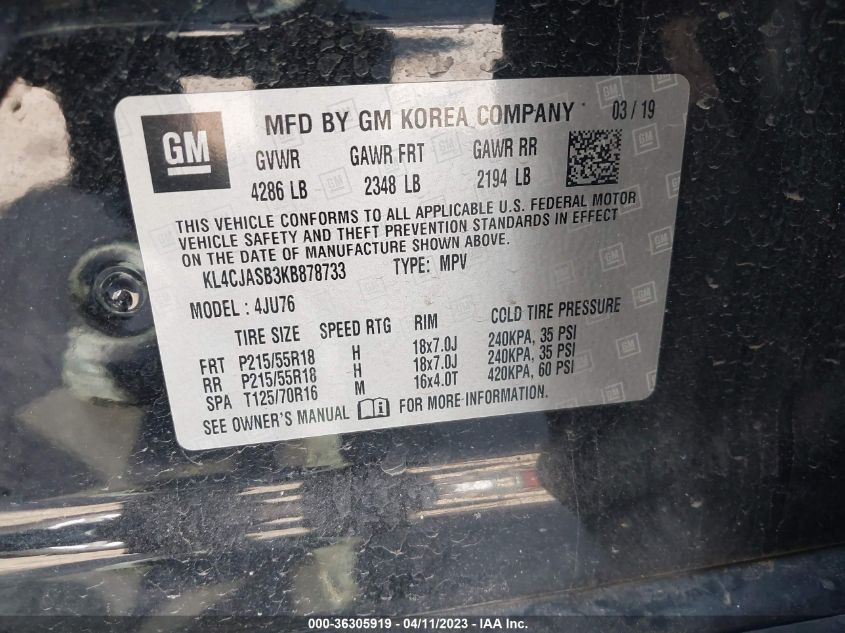 GM
MFD BY GM KOREA COMPANY 03 / 19
GVWR GAWR FRT GAWR RR
4286 LB 2348 LB 2194 LB
THIS VEHICLE CONFORMS TO ALL APPLICABLE U.S. FEDERAL MOTOR
VEHICLE SAFETY AND THEFT PREVENTION STANDARDS IN EFFECT
ON THE DATE OF MANUFACTURE SHOWN ABOVE.
KL4CJASB3KB878733 TYPE: MPV
MODEL : 4JU76
TIRE SIZE SPEED RTG RIM COLD TIRE PRESSURE
FRT P215/55R18 H 18x7.0J 240KPA, 35 PSI
RR P215/55R18 H 18x7.0J 240KPA, 35 PSI
SPA T125/70R16 M 16x4.0T 420KPA, 60 PSI
SEE OWNER'S MANUAL FOR MORE INFORMATION.
000-36305919 - 04/11/2023 - IAA Inc.